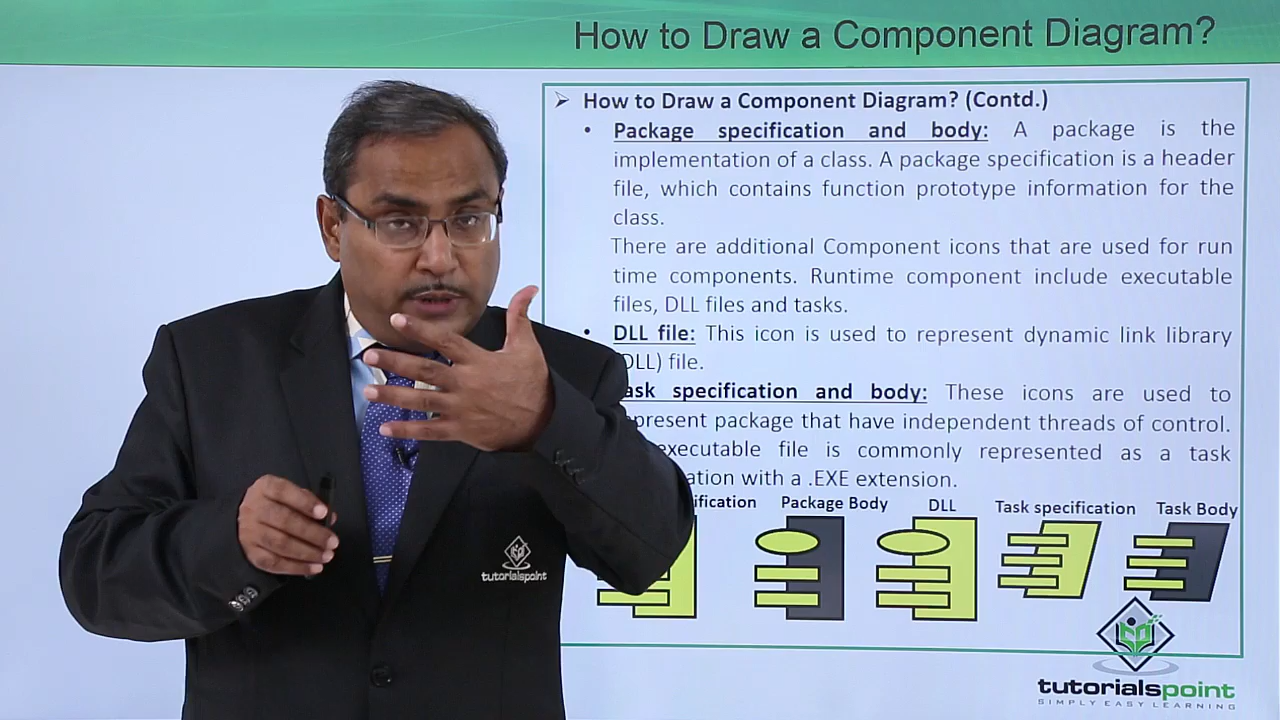 How to Draw a Component Diagram?
➢ How to Draw a Component Diagram? (Contd.)
• Package specification and body: A package is the
implementation of a class. A package specification is a header
file, which contains function prototype information for the
class.
There are additional Component icons that are used for run
time components. Runtime component include executable
files, DLL files and tasks.
• DLL file: This icon is used to represent dynamic link library
DLL) file.
ask specification and body: These icons are used to
present package that have independent threads of control.
executable file is commonly represented as a task
ation with a .EXE extension.
ification Package Body DLL Task specification Task Body
tutorialspoint
tutorialspoint
SIMPLY EASY LEARNING